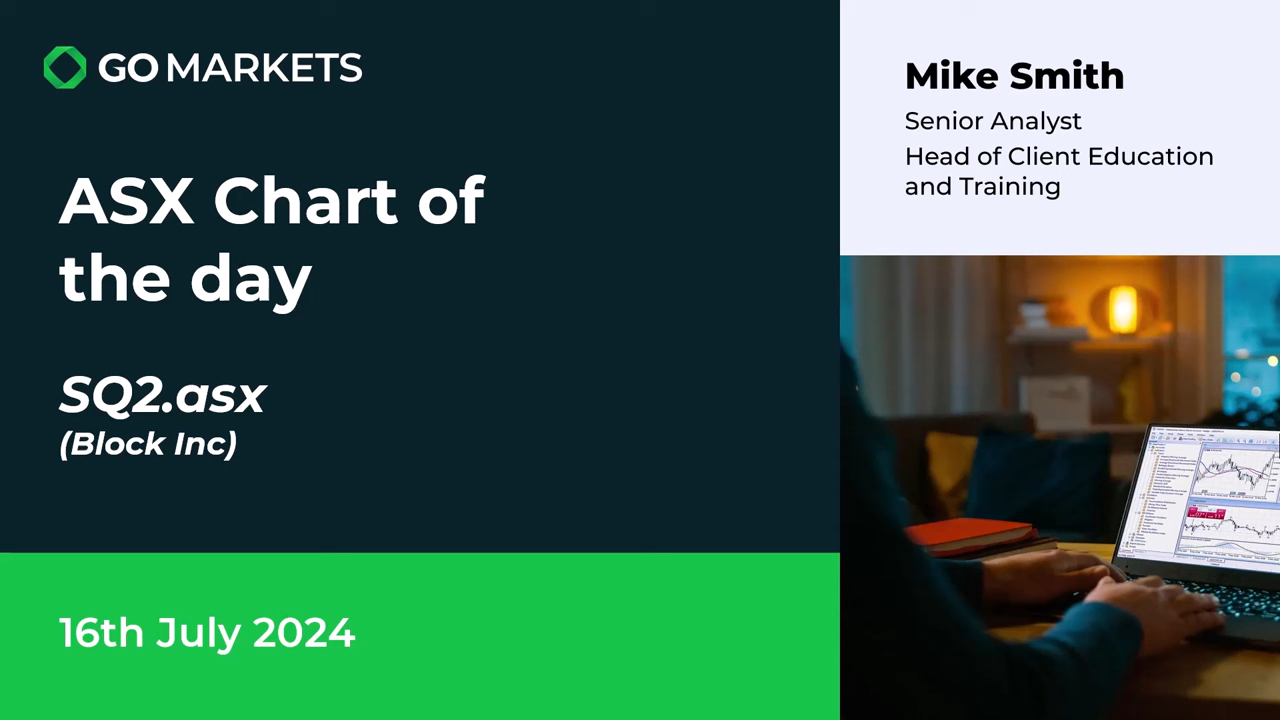 GO MARKETS
ASX Chart of
the day
SQ2.asx
(Block Inc)
16th July 2024
Mike Smith
Senior Analyst
Head of Client Education
and Training